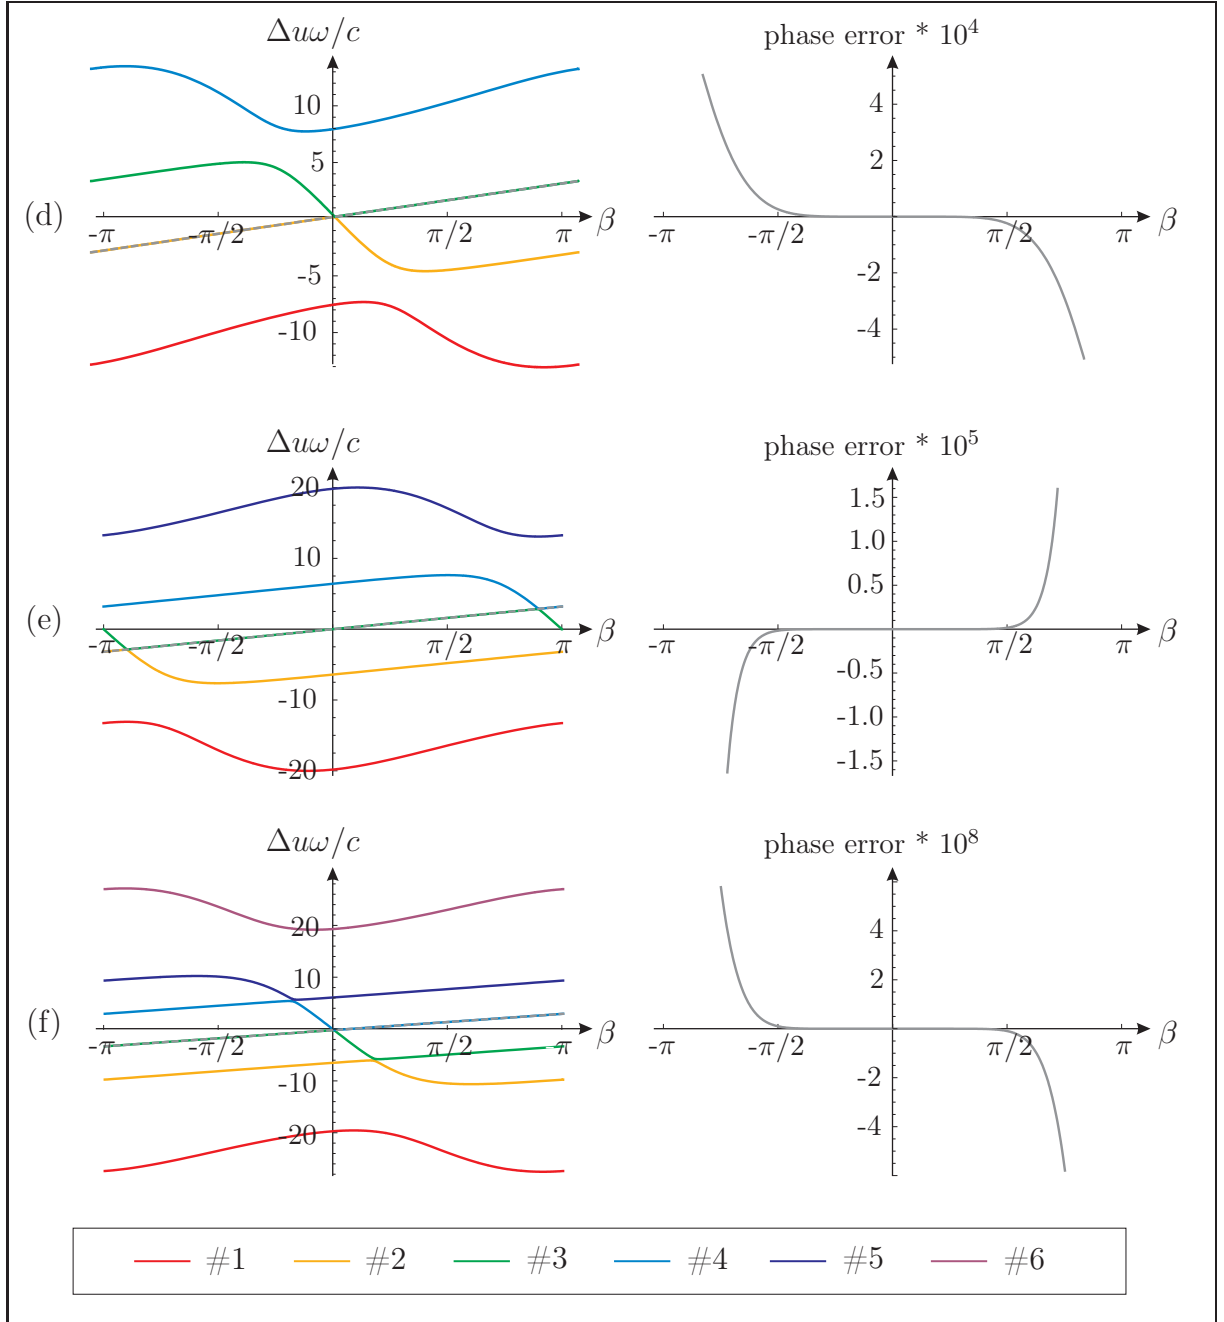 Δuω/c
phase error * 10⁴
(d)
10
5
-5
-10
-π
-π/2
π/2
π
β
4
2
-2
-4
-π
-π/2
π/2
π
β
Δuω/c
phase error * 10⁵
(e)
20
10
-10
-20
-π
-π/2
π/2
π
β
1.5
1.0
0.5
-0.5
-1.0
-1.5
-π
-π/2
π/2
π
β
Δuω/c
phase error * 10⁸
(f)
20
10
-10
-20
-π
-π/2
π/2
π
β
4
2
-2
-4
-π
-π/2
π/2
π
β
#1 #2 #3 #4 #5 #6